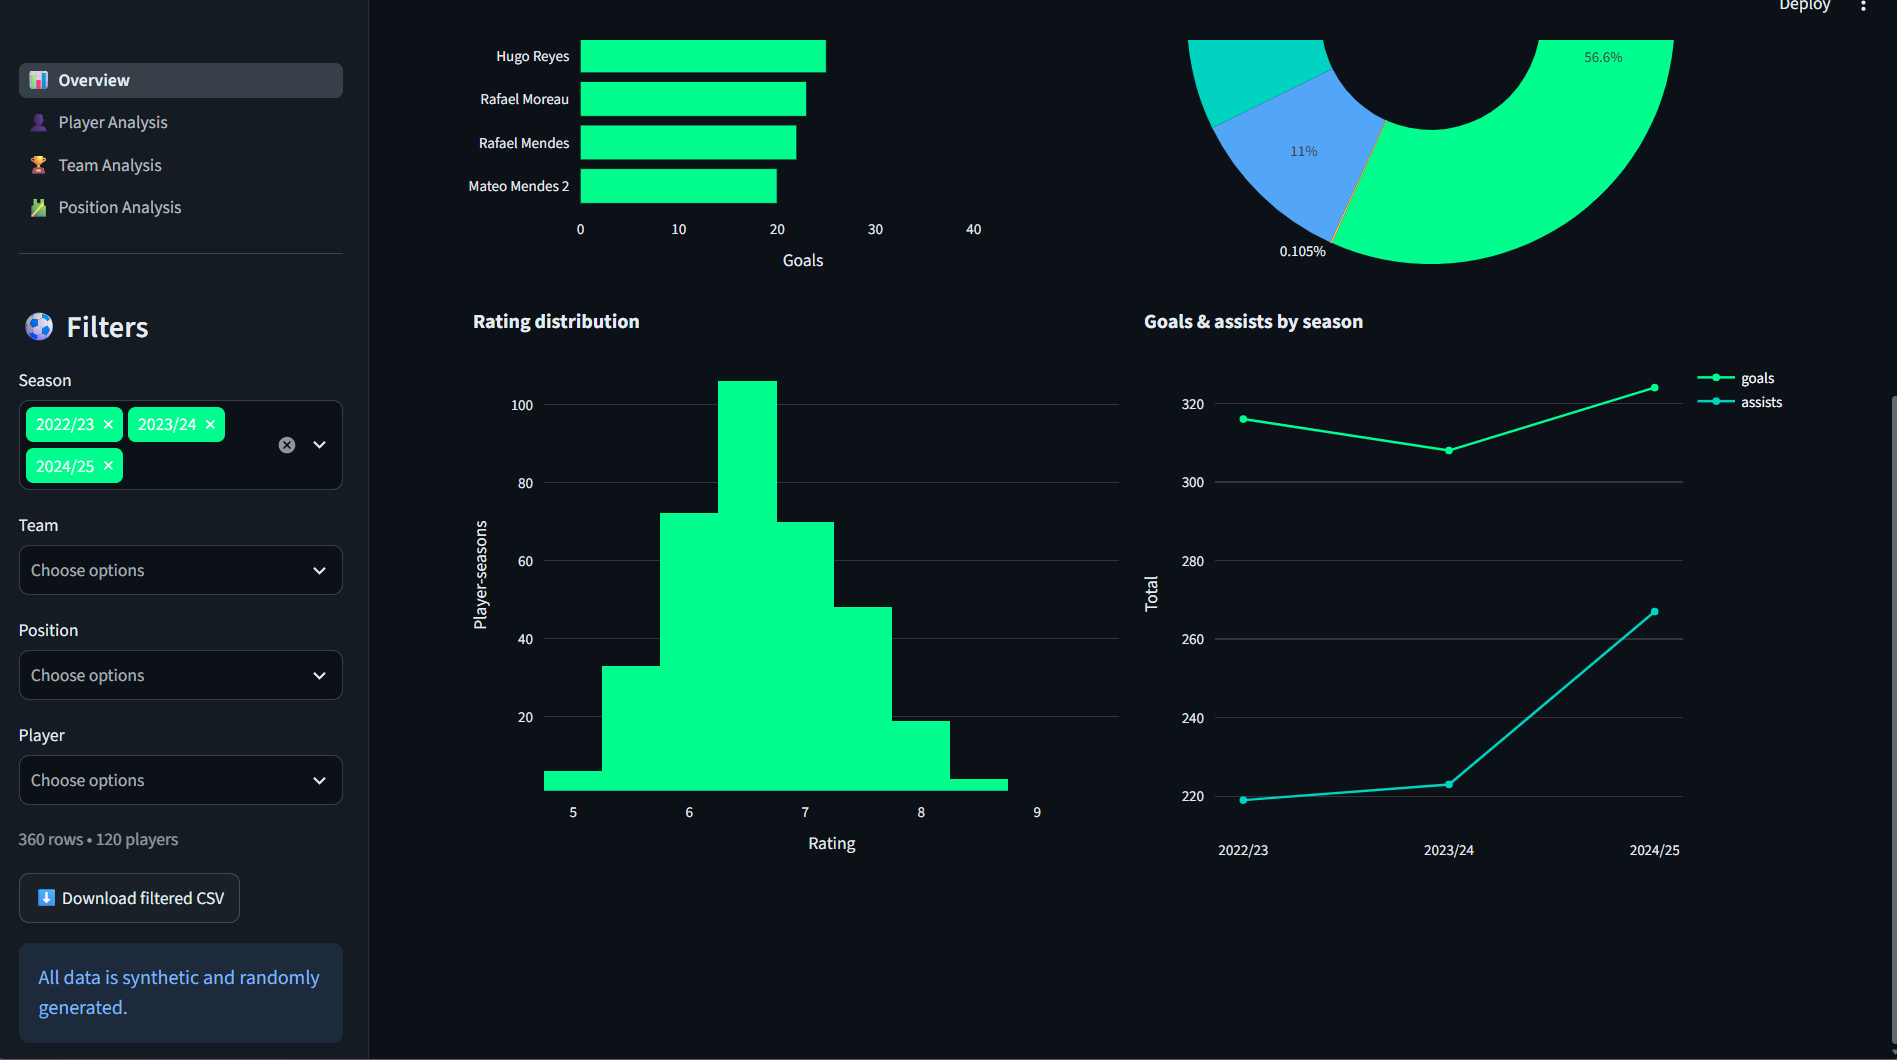 Deploy
Overview
Player Analysis
Team Analysis
Position Analysis
Filters
Season
2022/23
2023/24
2024/25
Team
Choose options
Position
Choose options
Player
Choose options
360 rows • 120 players
Download filtered CSV
All data is synthetic and randomly
generated.
Hugo Reyes
Rafael Moreau
Rafael Mendes
Mateo Mendes 2
0 10 20 30 40
Goals
56.6%
11%
0.105%
Rating distribution
Player-seasons
100
80
60
40
20
5 6 7 8 9
Rating
Goals & assists by season
goals
assists
Total
320
300
280
260
240
220
2022/23 2023/24 2024/25